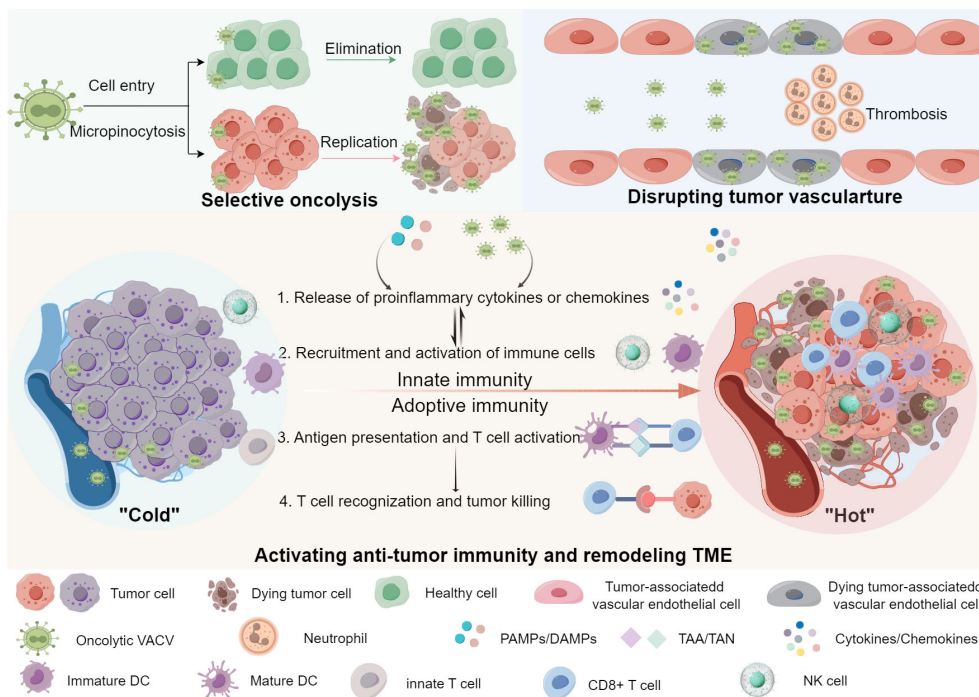 Cell entry
Micropinocytosis
Elimination
Replication
Selective oncolysis
Thrombosis
Disrupting tumor vascularture
1. Release of proinflammary cytokines or chemokines
2. Recruitment and activation of immune cells
Innate immunity
Adoptive immunity
3. Antigen presentation and T cell activation
4. T cell recognization and tumor killing
"Cold"
"Hot"
Activating anti-tumor immunity and remodeling TME
Tumor cell
Dying tumor cell
Healthy cell
Tumor-associatedd
vascular endothelial cell
Dying tumor-associatedd
vascular endothelial cell
Oncolytic VACV
Neutrophil
PAMPs/DAMPs
TAA/TAN
Cytokines/Chemokines
Immature DC
Mature DC
innate T cell
CD8+ T cell
NK cell